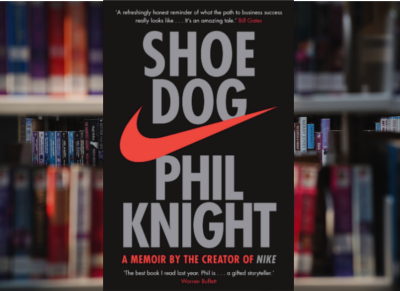 'A refreshingly honest reminder of what the path to business success
really looks like . . . it's an amazing tale.' Bill Gates
SHOE
DOG
PHIL
KNIGHT
A MEMOIR BY THE CREATOR OF NIKE
'The best book I read last year. Phil is . . . a gifted storyteller.'
Warren Buffett